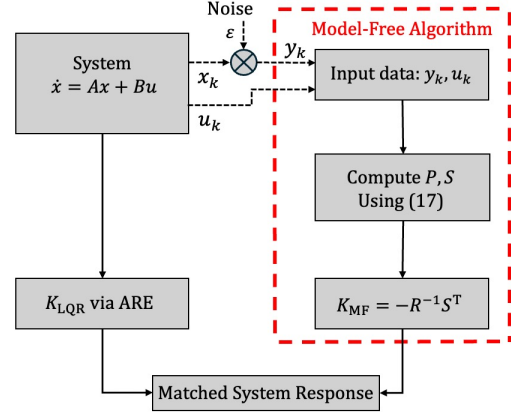 Noise
ε
Model-Free Algorithm
System
ẋ = Ax + Bu
x_k
y_k
u_k
Input data: y_k, u_k
Compute P, S
Using (17)
K_LQR via ARE
K_MF = −R⁻¹Sᵀ
Matched System Response